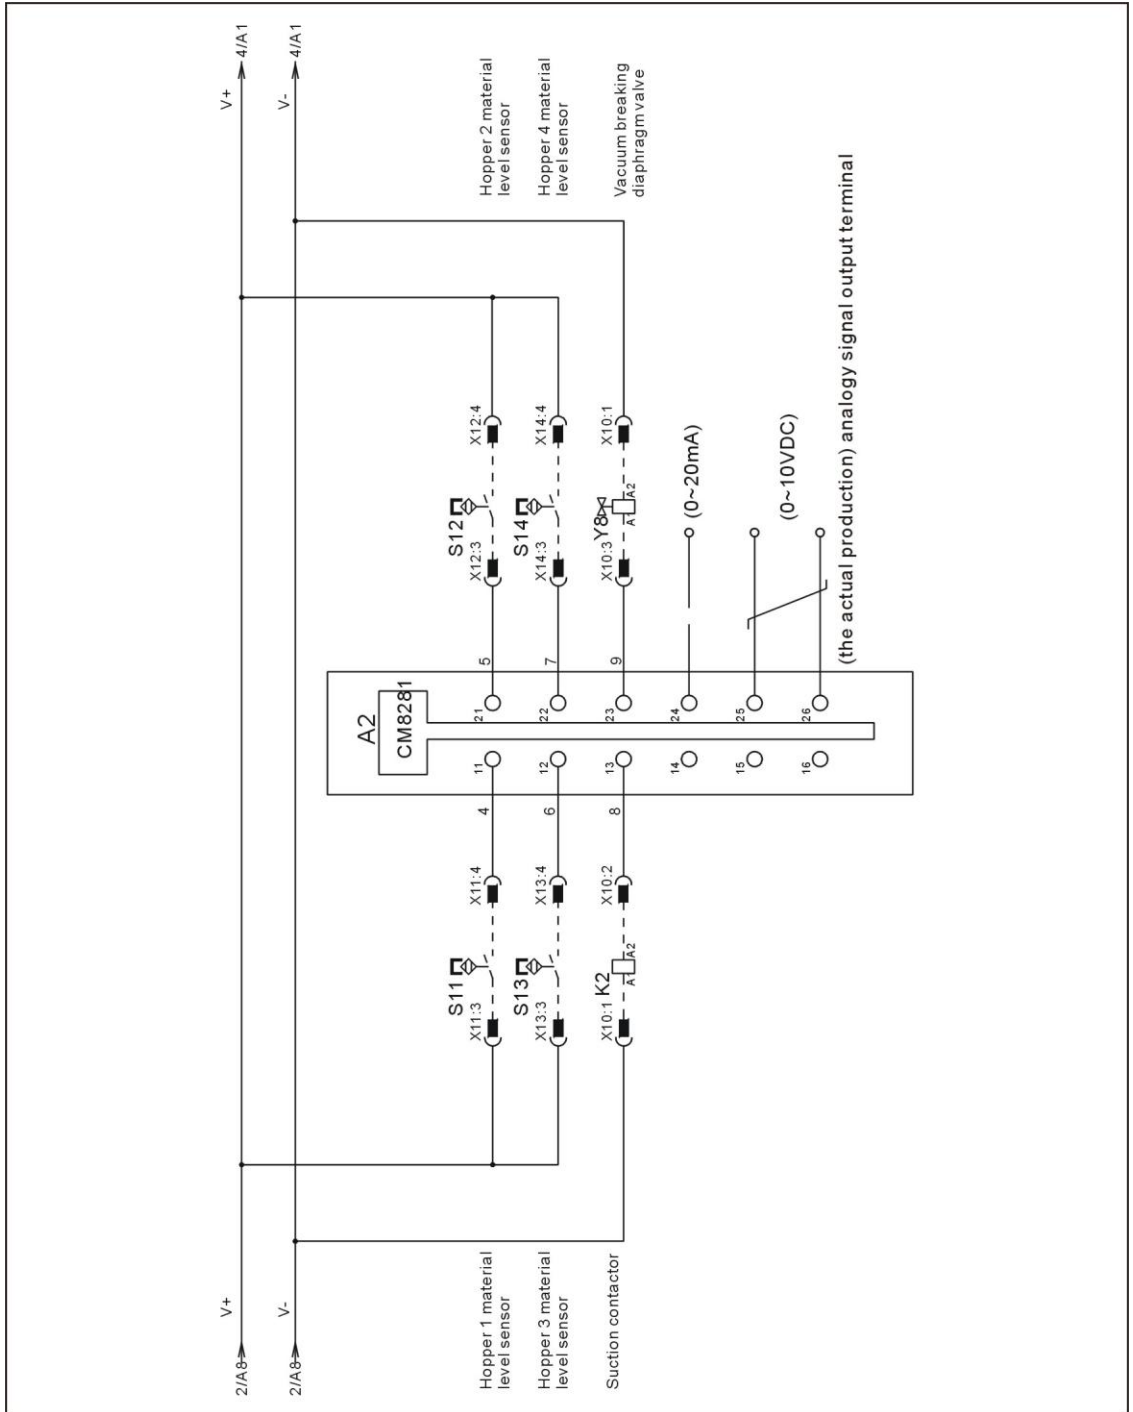 4/A1
4/A1
V+
V-
Hopper 2 material
level sensor
Hopper 4 material
level sensor
Vacuum breaking
diaphragm valve
X12:4
X14:4
X10:1
S12
S14
Y8
A1
A2
X12:3
X14:3
X10:3
(0~20mA)
(0~10VDC)
(the actual production) analogy signal output terminal
5
7
9
A2
CM8281
21
22
23
24
25
26
11
12
13
14
15
16
4
6
8
X11:4
X13:4
X10:2
S11
S13
K2
A1
A2
X11:3
X13:3
X10:1
Hopper 1 material
level sensor
Hopper 3 material
level sensor
Suction contactor
V+
V-
2/A8
2/A8